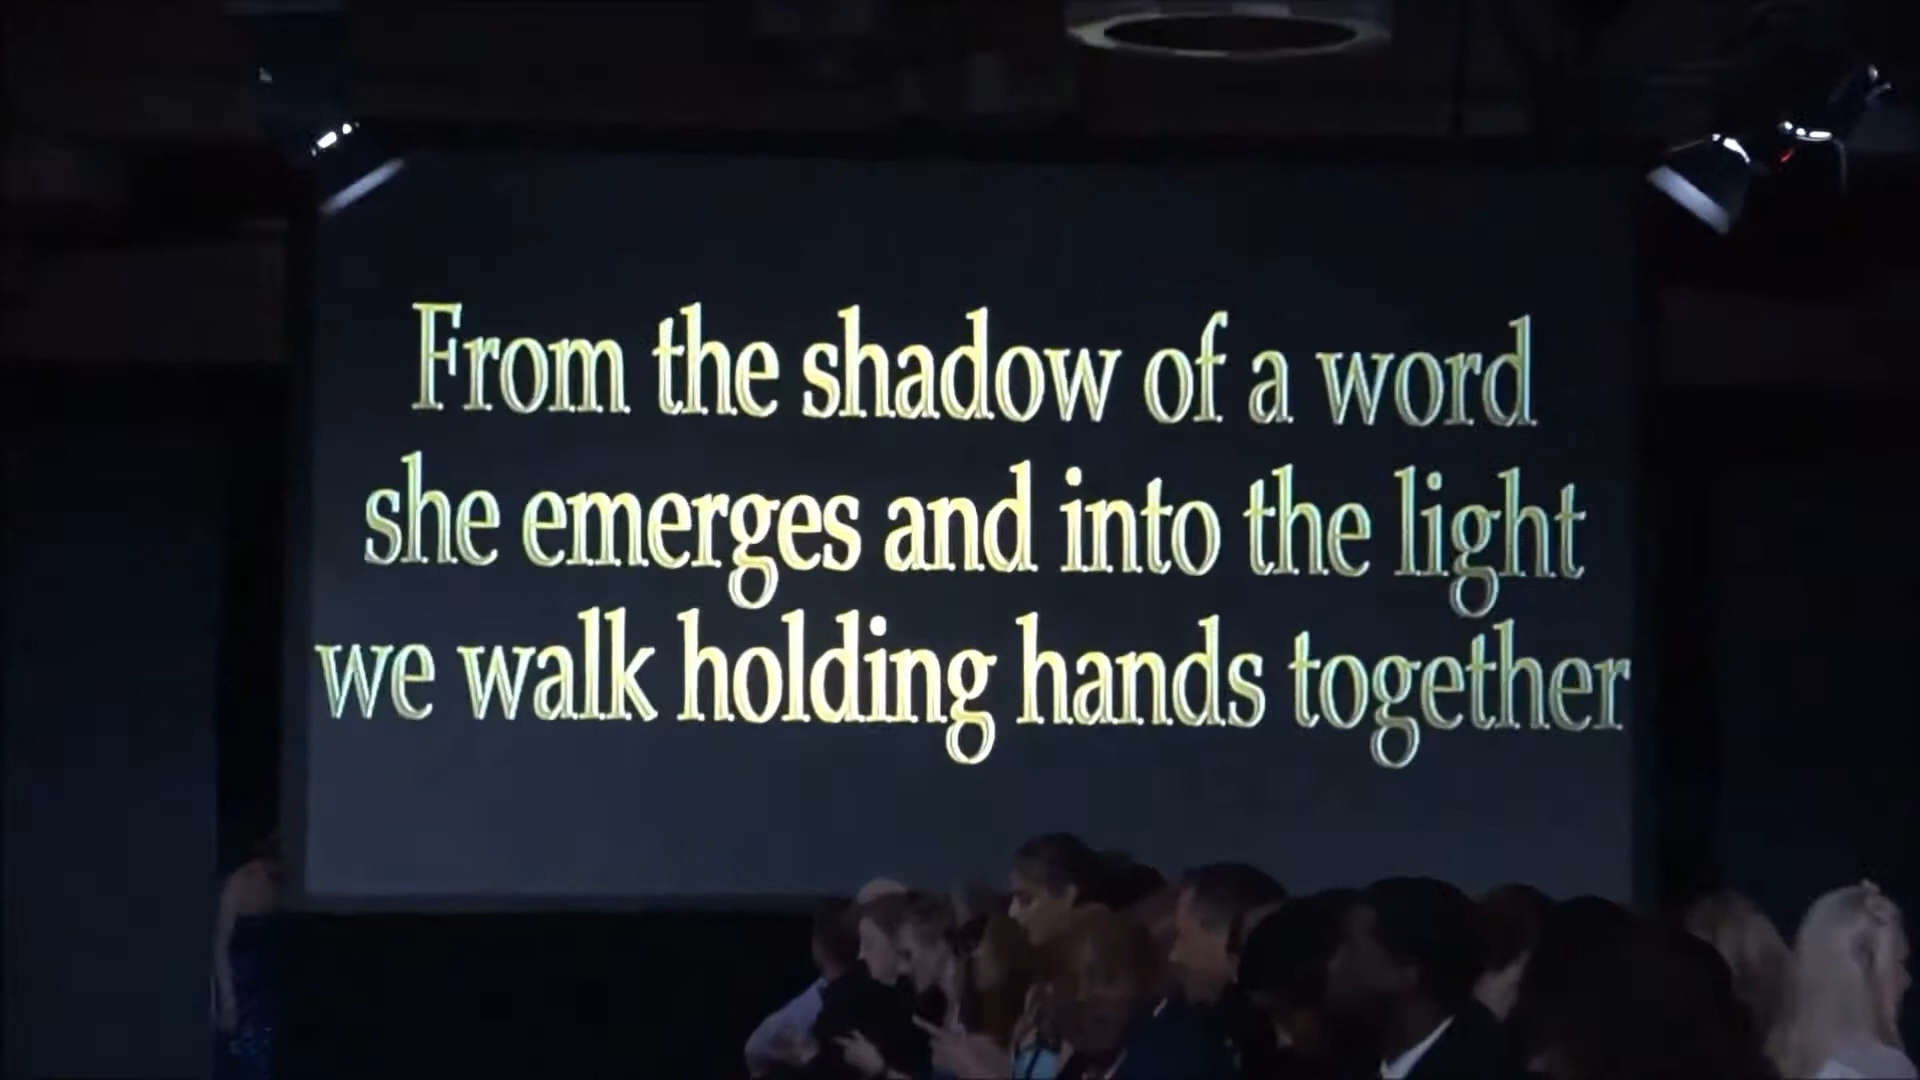 From the shadow of a word
she emerges and into the light
we walk holding hands together